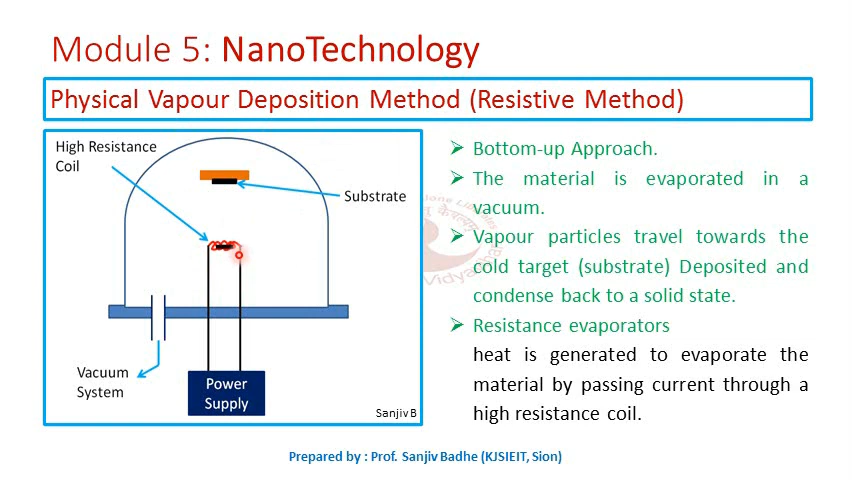 Module 5: NanoTechnology
Physical Vapour Deposition Method (Resistive Method)
High Resistance
Coil
Substrate
Vacuum
System
Power
Supply
Sanjiv B
➢ Bottom-up Approach.
➢ The material is evaporated in a
vacuum.
➢ Vapour particles travel towards the
cold target (substrate) Deposited and
condense back to a solid state.
➢ Resistance evaporators
heat is generated to evaporate the
material by passing current through a
high resistance coil.
Prepared by : Prof. Sanjiv Badhe (KJSIEIT, Sion)